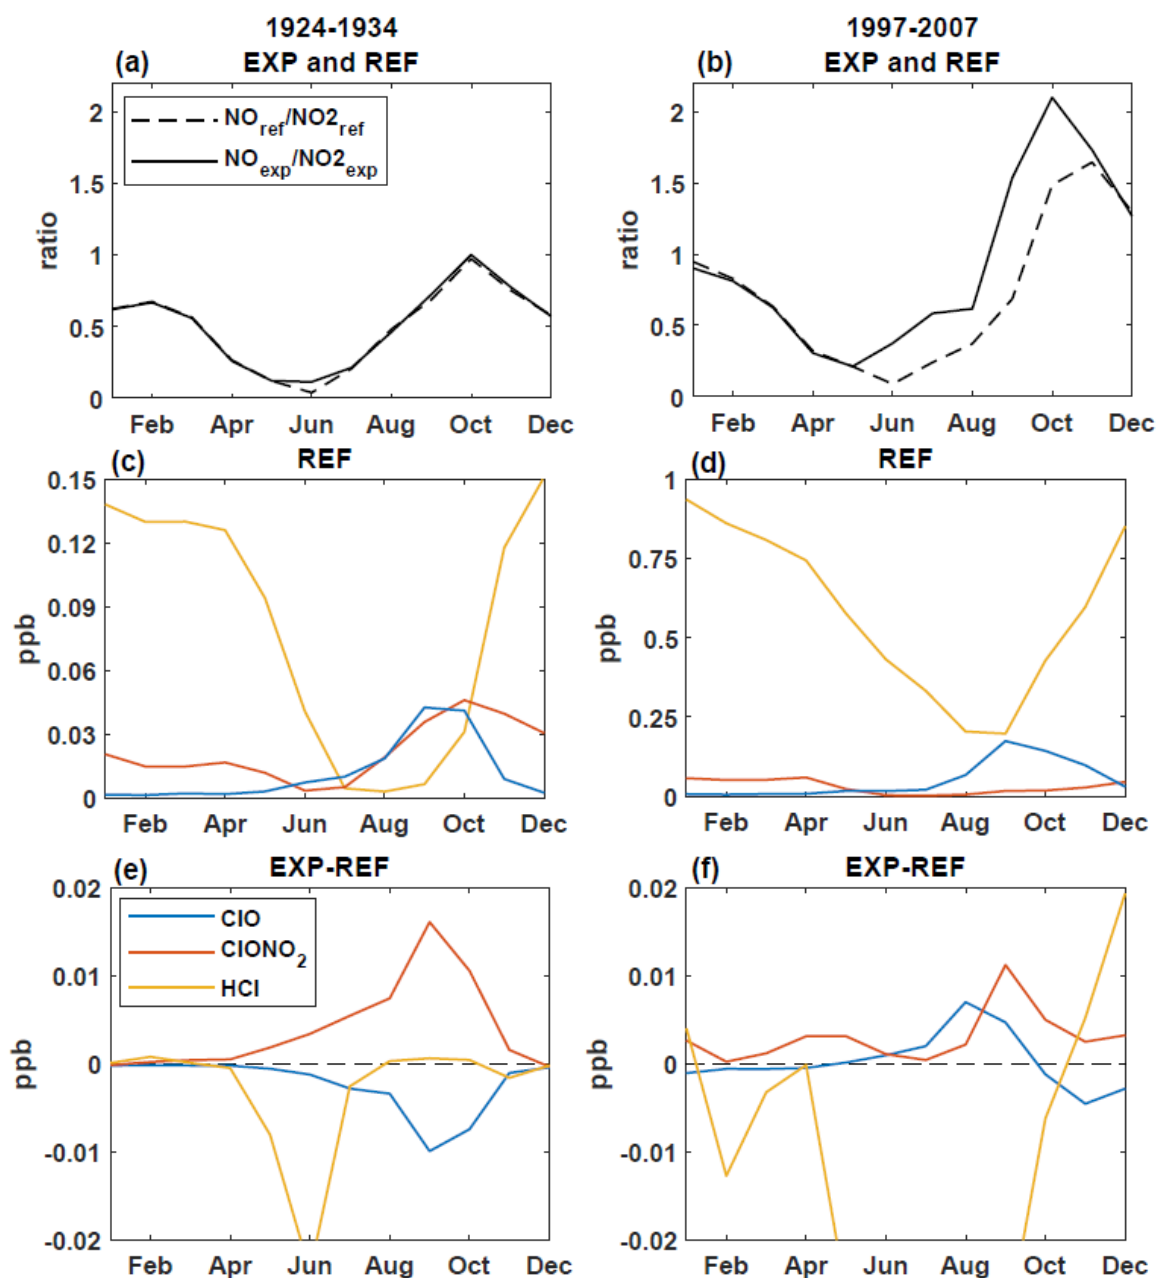 1924-1934
EXP and REF
(a)
NOref/NO2ref
NOexp/NO2exp
2
1.5
1
0.5
0
ratio
Feb Apr Jun Aug Oct Dec
1997-2007
EXP and REF
(b)
2
1.5
1
0.5
0
ratio
Feb Apr Jun Aug Oct Dec
(c)
REF
0.15
0.12
0.09
0.06
0.03
0
ppb
Feb Apr Jun Aug Oct Dec
(d)
REF
1
0.75
0.5
0.25
0
ppb
Feb Apr Jun Aug Oct Dec
(e)
EXP-REF
ClO
ClONO2
HCl
0.02
0.01
0
-0.01
-0.02
ppb
Feb Apr Jun Aug Oct Dec
(f)
EXP-REF
0.02
0.01
0
-0.01
-0.02
ppb
Feb Apr Jun Aug Oct Dec